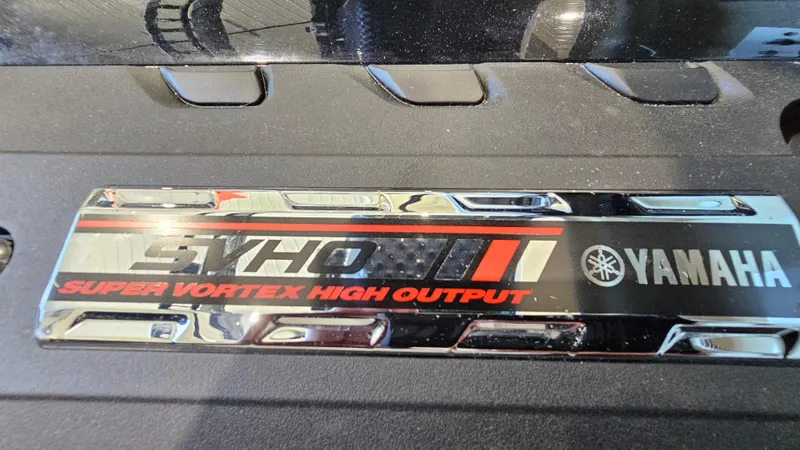 SVHO
SUPER VORTEX HIGH OUTPUT
YAMAHA